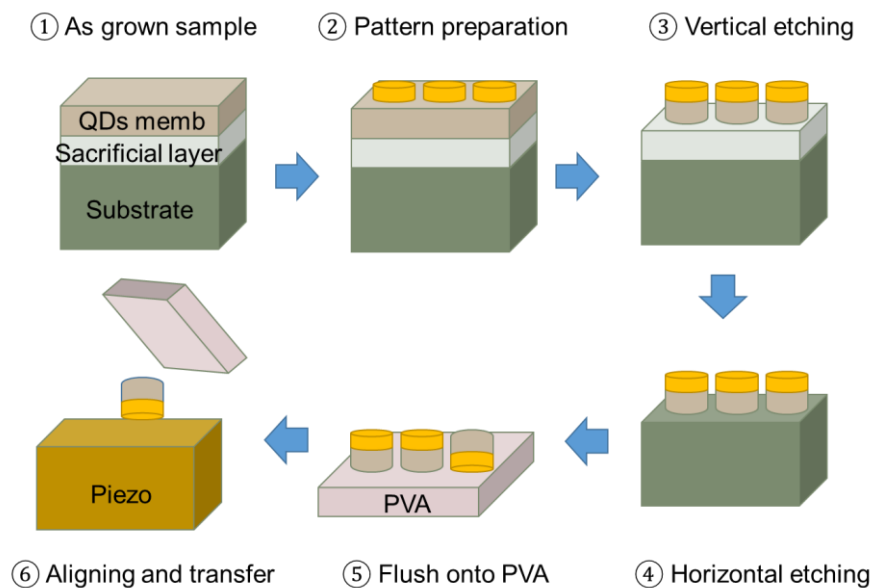 ① As grown sample
② Pattern preparation
③ Vertical etching
QDs memb
Sacrificial layer
Substrate
Piezo
PVA
⑥ Aligning and transfer
⑤ Flush onto PVA
④ Horizontal etching